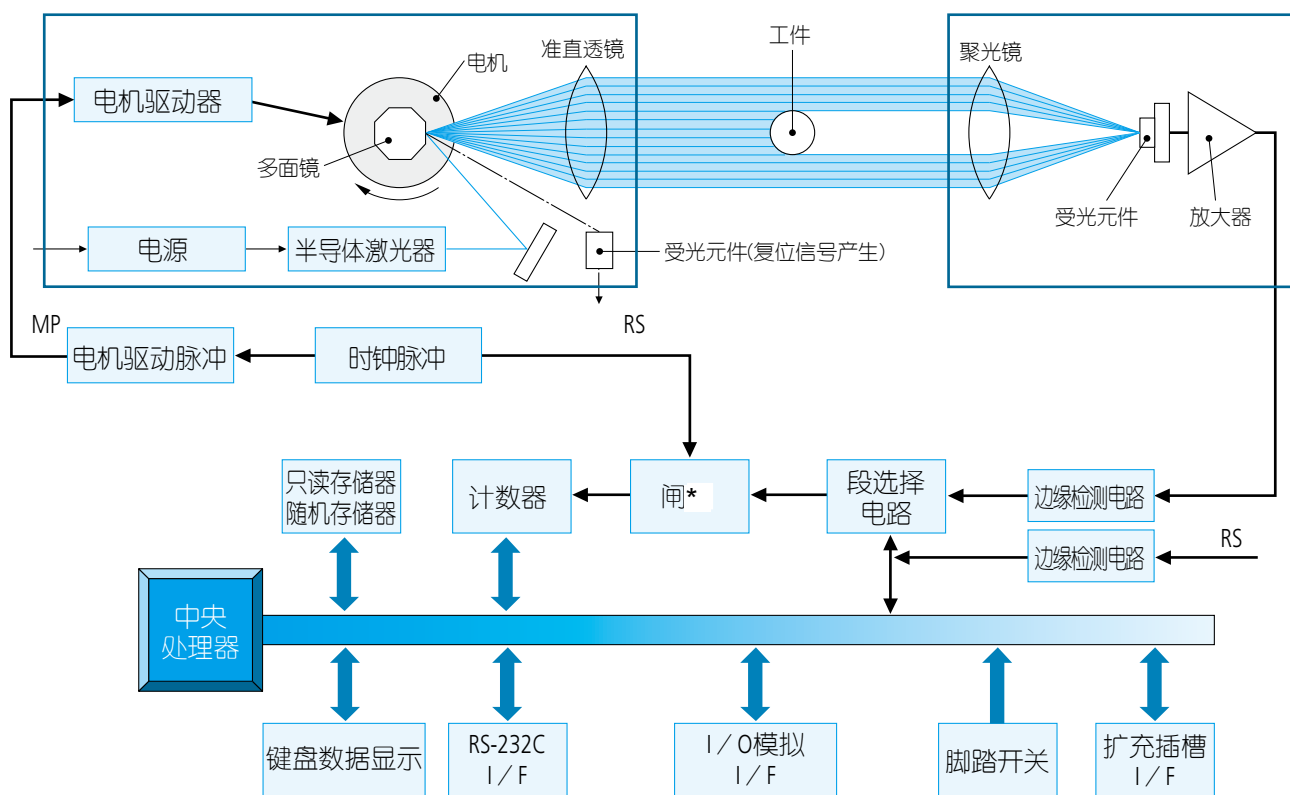 准直透镜
工件
聚光镜
电机
电机驱动器
多面镜
受光元件
放大器
电源
半导体激光器
受光元件(复位信号产生)
MP
RS
电机驱动脉冲
时钟脉冲
只读存储器
随机存储器
计数器
闸*
段选择
电路
边缘检测电路
边缘检测电路
RS
中央
处理器
键盘数据显示
RS-232C
I/F
I/O模拟
I/F
脚踏开关
扩充插槽
I/F